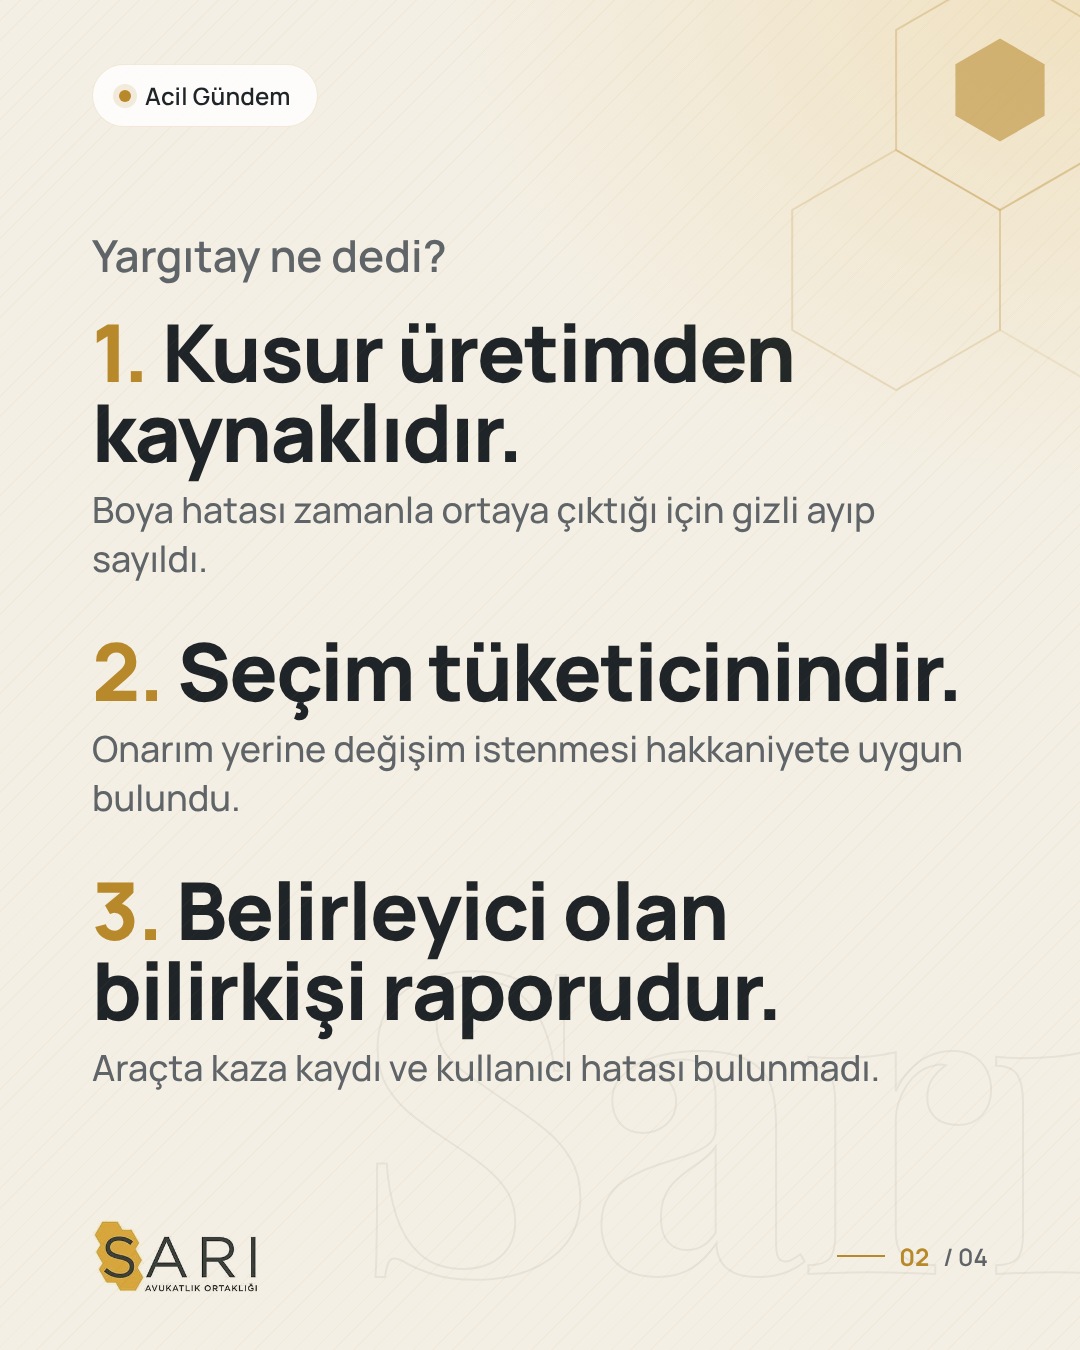 Acil Gündem
Yargıtay ne dedi?
1. Kusur üretimden
kaynaklıdır.
Boya hatası zamanla ortaya çıktığı için gizli ayıp
sayıldı.
2. Seçim tüketicinindir.
Onarım yerine değişim istenmesi hakkaniyete uygun
bulundu.
3. Belirleyici olan
bilirkişi raporudur.
Araçta kaza kaydı ve kullanıcı hatası bulunmadı.
Sarı
SARI
AVUKATLIK ORTAKLIĞI
02 / 04